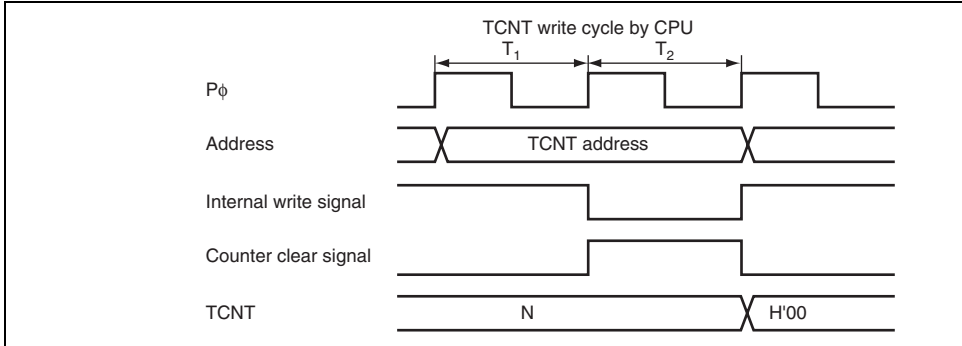 TCNT write cycle by CPU
T1 T2
Pφ
Address TCNT address
Internal write signal
Counter clear signal
TCNT N H'00